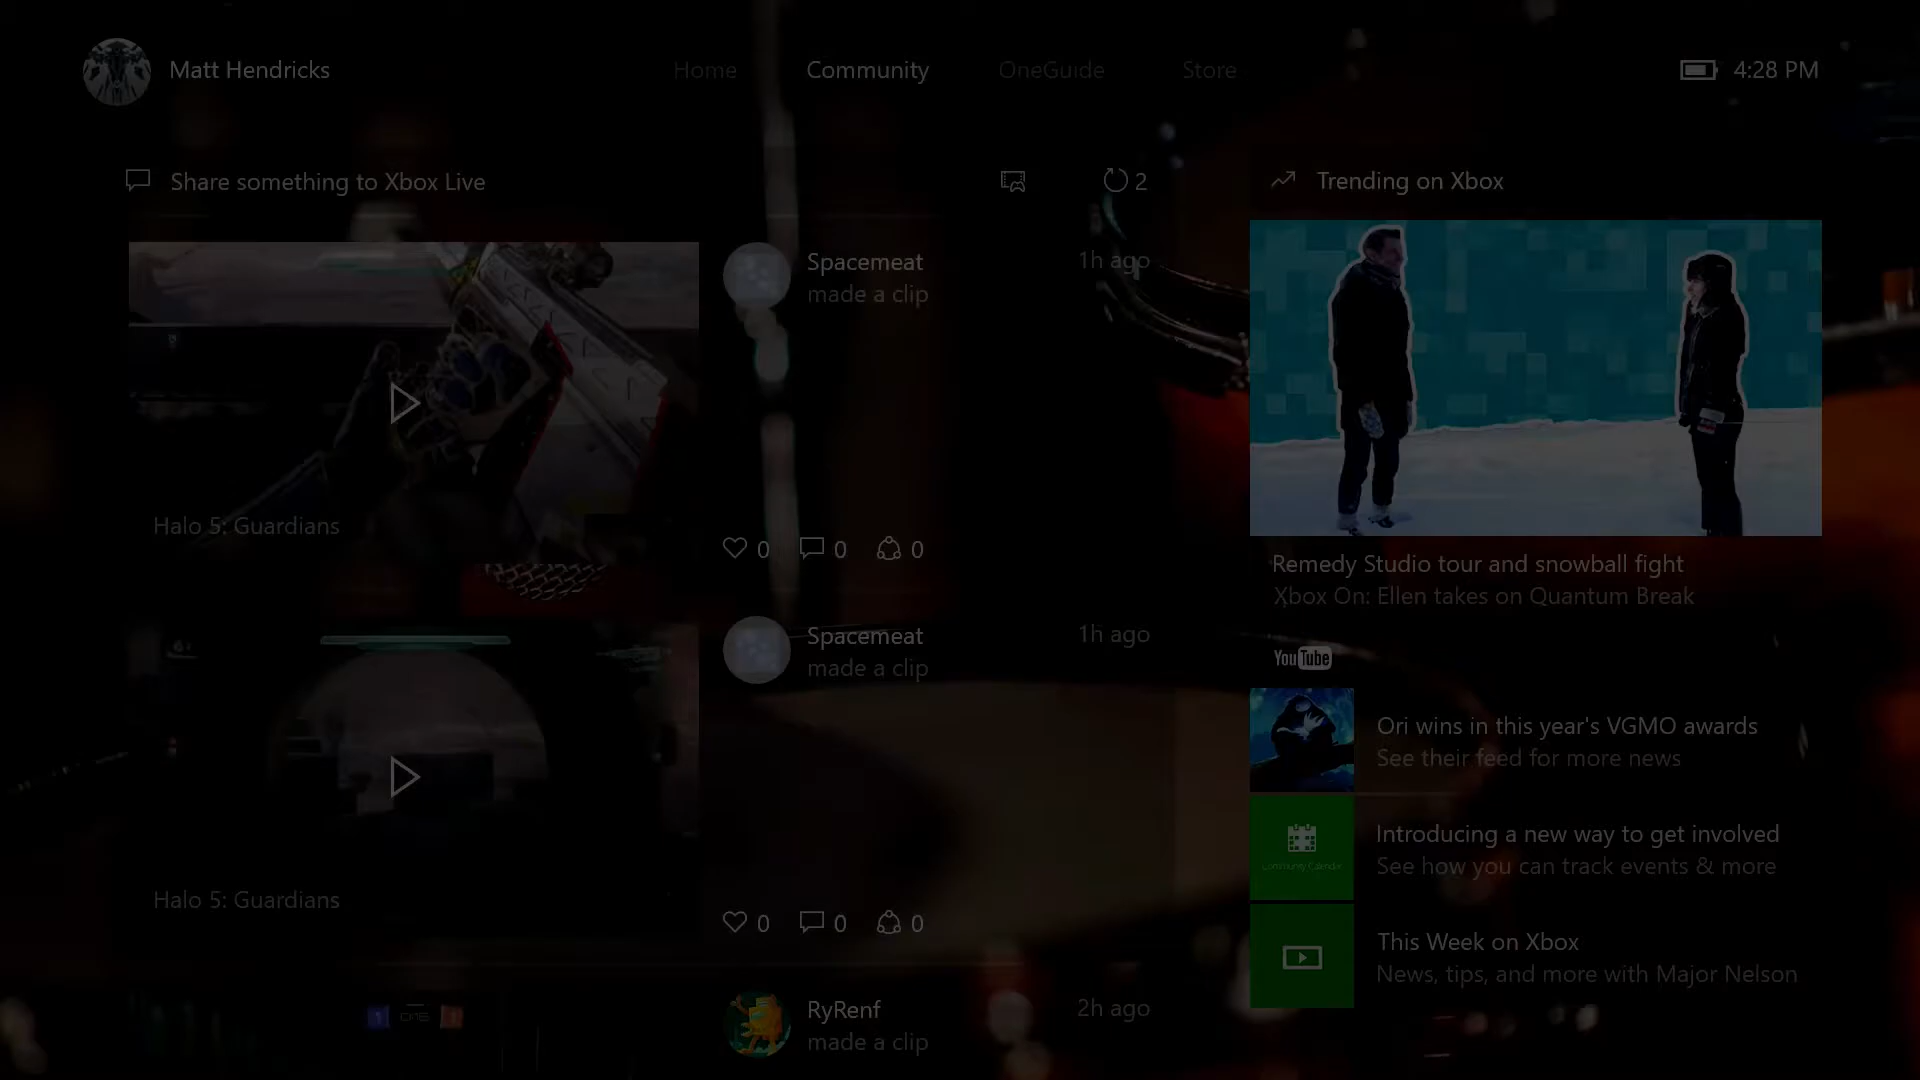 Matt Hendricks
Home
Community
OneGuide
Store
4:28 PM
Share something to Xbox Live
2
Spacemeat
made a clip
1h ago
Halo 5: Guardians
0
0
0
Spacemeat
made a clip
1h ago
Halo 5: Guardians
0
0
0
RyRenf
made a clip
2h ago
Trending on Xbox
Remedy Studio tour and snowball fight
Xbox On: Ellen takes on Quantum Break
YouTube
Ori wins in this year's VGMO awards
See their feed for more news
Community Calendar
Introducing a new way to get involved
See how you can track events & more
This Week on Xbox
News, tips, and more with Major Nelson